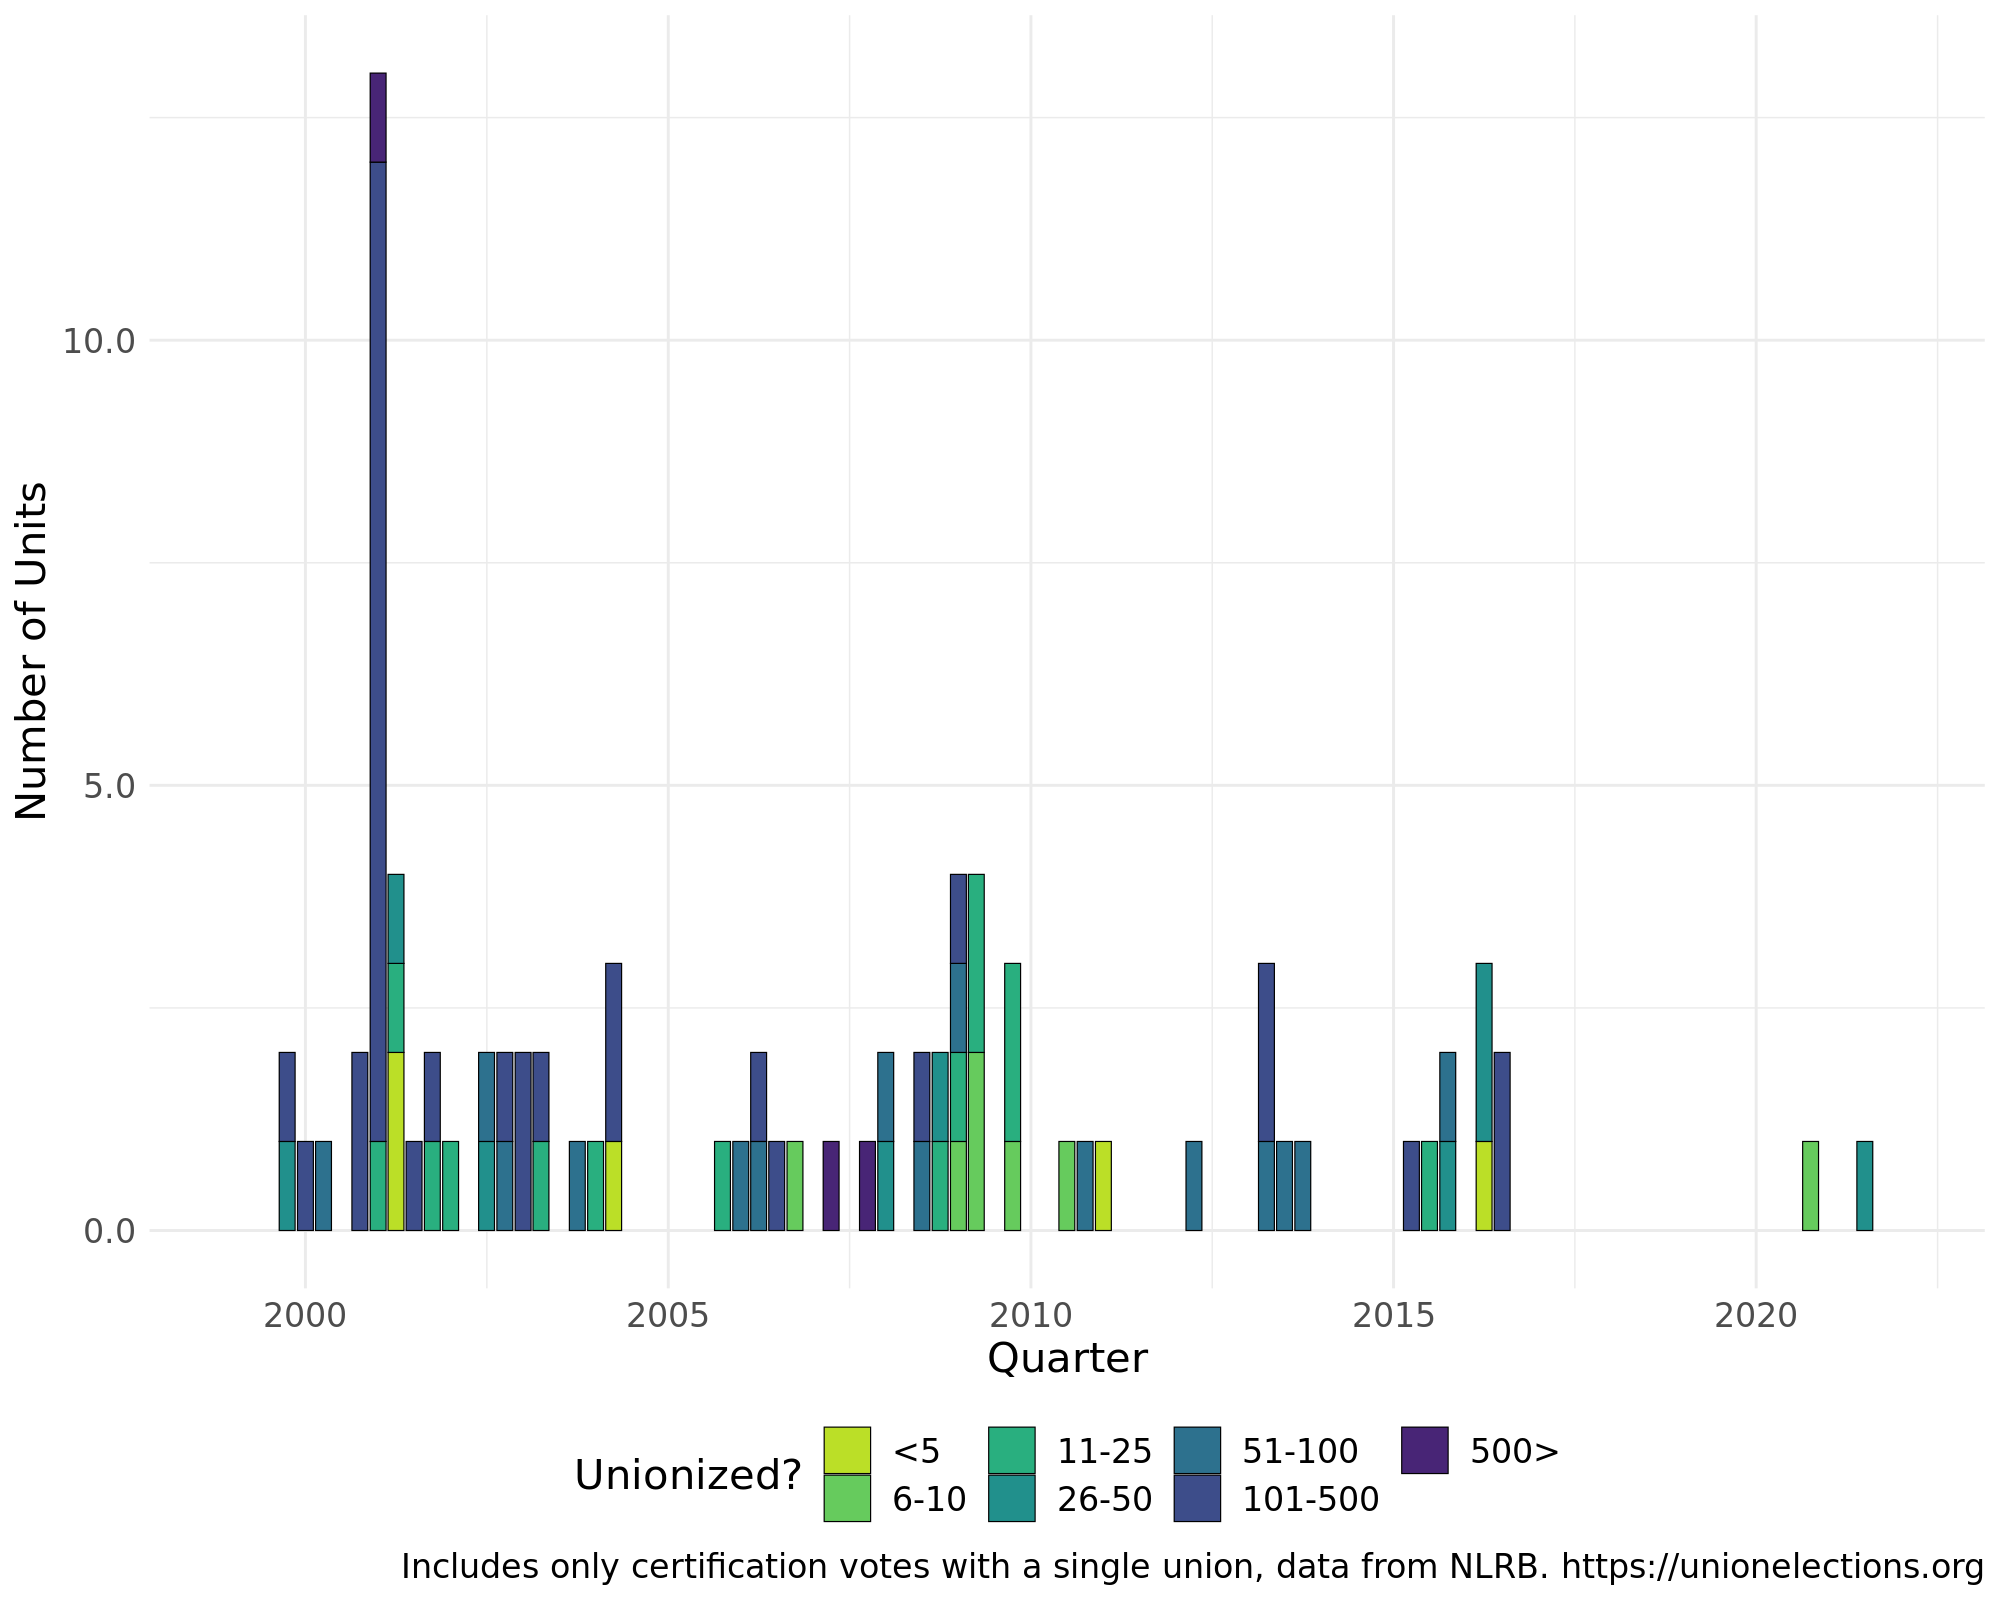 10.0
5.0
0.0
Number of Units
2000 2005 2010 2015 2020
Quarter
Unionized?
<5 11-25 51-100 500>
6-10 26-50 101-500
Includes only certification votes with a single union, data from NLRB. https://unionelections.org